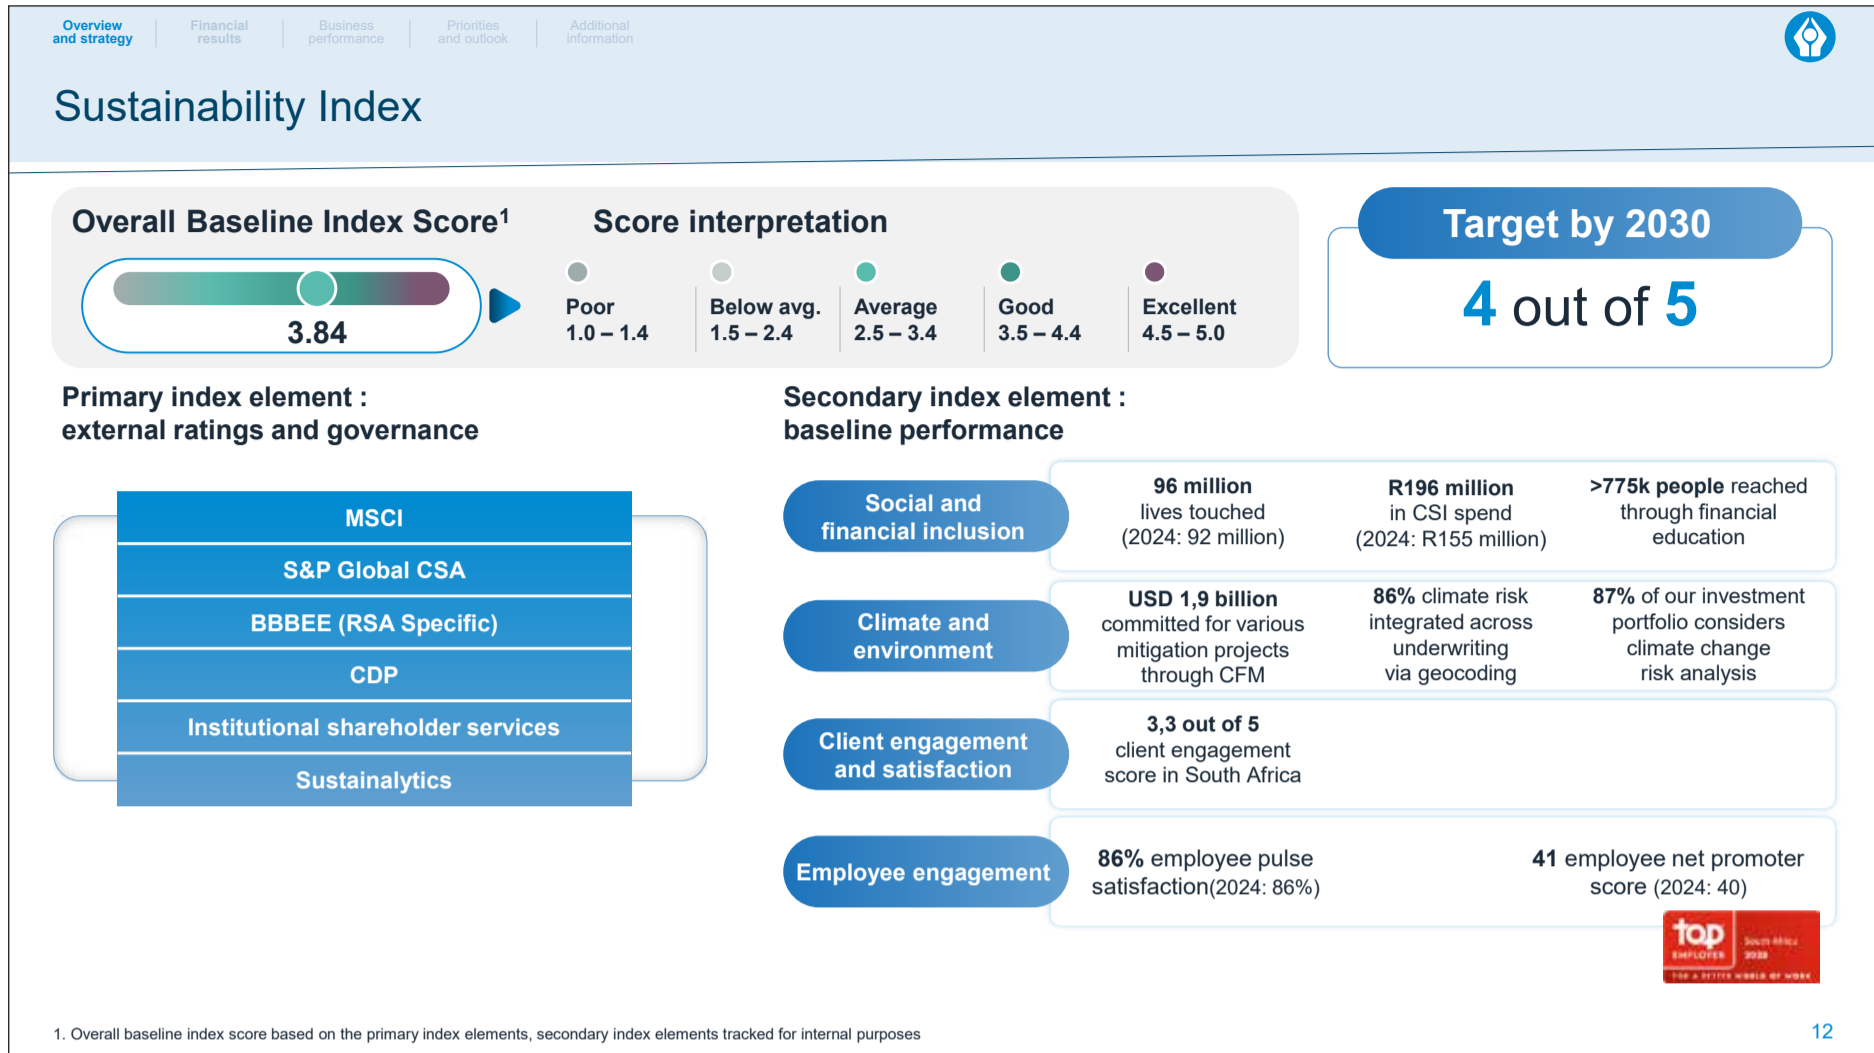 Overview
and strategy
Financial
results
Business
performance
Priorities
and outlook
Additional
information
Sustainability Index
Overall Baseline Index Score¹
3.84
Score interpretation
Poor
1.0 – 1.4
Below avg.
1.5 – 2.4
Average
2.5 – 3.4
Good
3.5 – 4.4
Excellent
4.5 – 5.0
Target by 2030
4 out of 5
Primary index element :
external ratings and governance
MSCI
S&P Global CSA
BBBEE (RSA Specific)
CDP
Institutional shareholder services
Sustainalytics
Secondary index element :
baseline performance
Social and
financial inclusion
96 million
lives touched
(2024: 92 million)
R196 million
in CSI spend
(2024: R155 million)
>775k people reached
through financial
education
Climate and
environment
USD 1,9 billion
committed for various
mitigation projects
through CFM
86% climate risk
integrated across
underwriting
via geocoding
87% of our investment
portfolio considers
climate change
risk analysis
Client engagement
and satisfaction
3,3 out of 5
client engagement
score in South Africa
Employee engagement
86% employee pulse
satisfaction(2024: 86%)
41 employee net promoter
score (2024: 40)
top
EMPLOYER
South Africa
FOR A BETTER WORLD OF WORK
1. Overall baseline index score based on the primary index elements, secondary index elements tracked for internal purposes
12